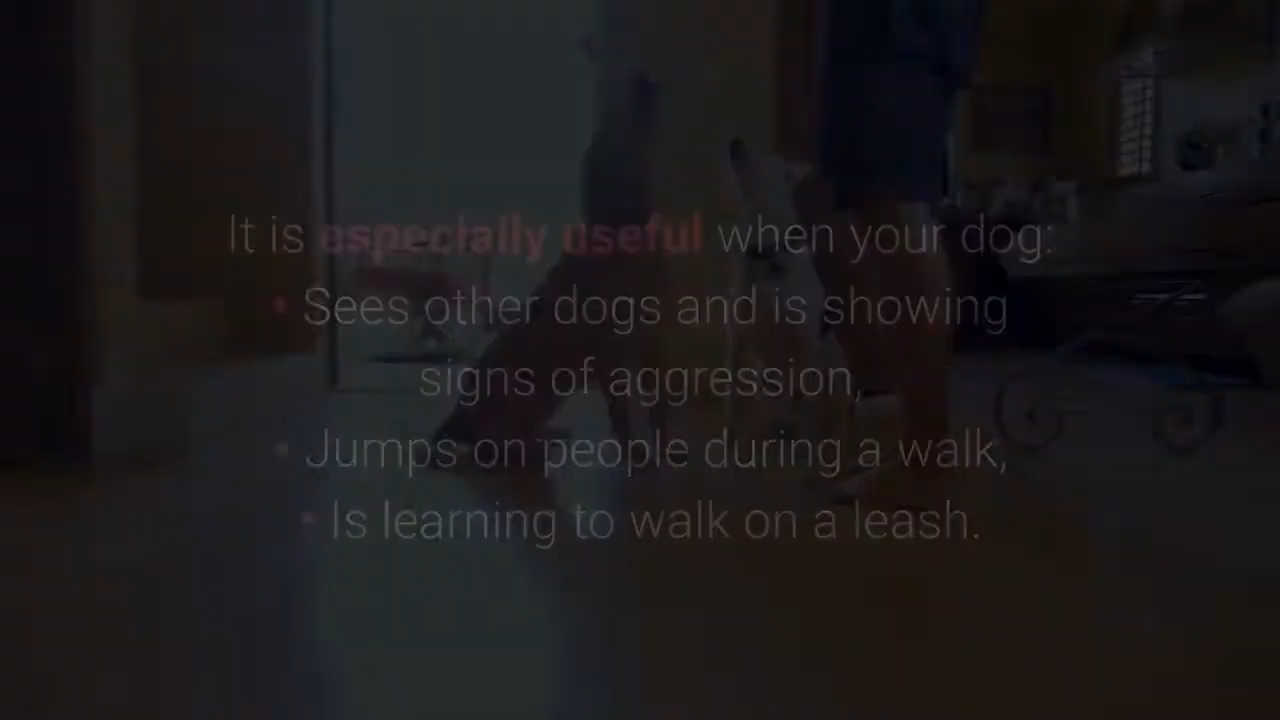 It is especially useful when your dog:
• Sees other dogs and is showing
signs of aggression,
• Jumps on people during a walk,
• Is learning to walk on a leash.